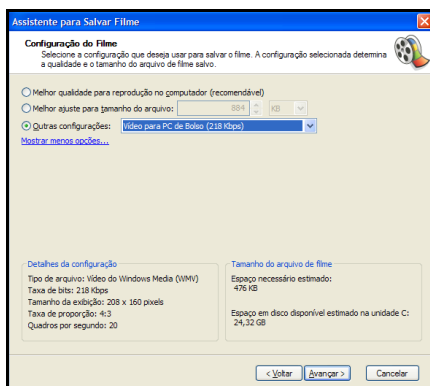 Assistente para Salvar Filme
Configuração do Filme
Selecione a configuração que deseja usar para salvar o filme. A configuração selecionada determina
a qualidade e o tamanho do arquivo de filme salvo.
Melhor qualidade para reprodução no computador (recomendável)
Melhor ajuste para tamanho do arquivo: 884 KB
Outras configurações: Vídeo para PC de Bolso (218 Kbps)
Mostrar menos opções...
Detalhes da configuração
Tipo de arquivo: Vídeo do Windows Media (WMV)
Taxa de bits: 218 Kbps
Tamanho da exibição: 208 x 160 pixels
Taxa de proporção: 4:3
Quadros por segundo: 20
Tamanho do arquivo de filme
Espaço necessário estimado:
476 KB
Espaço em disco disponível estimado na unidade C:
24,32 GB
< Voltar Avançar > Cancelar